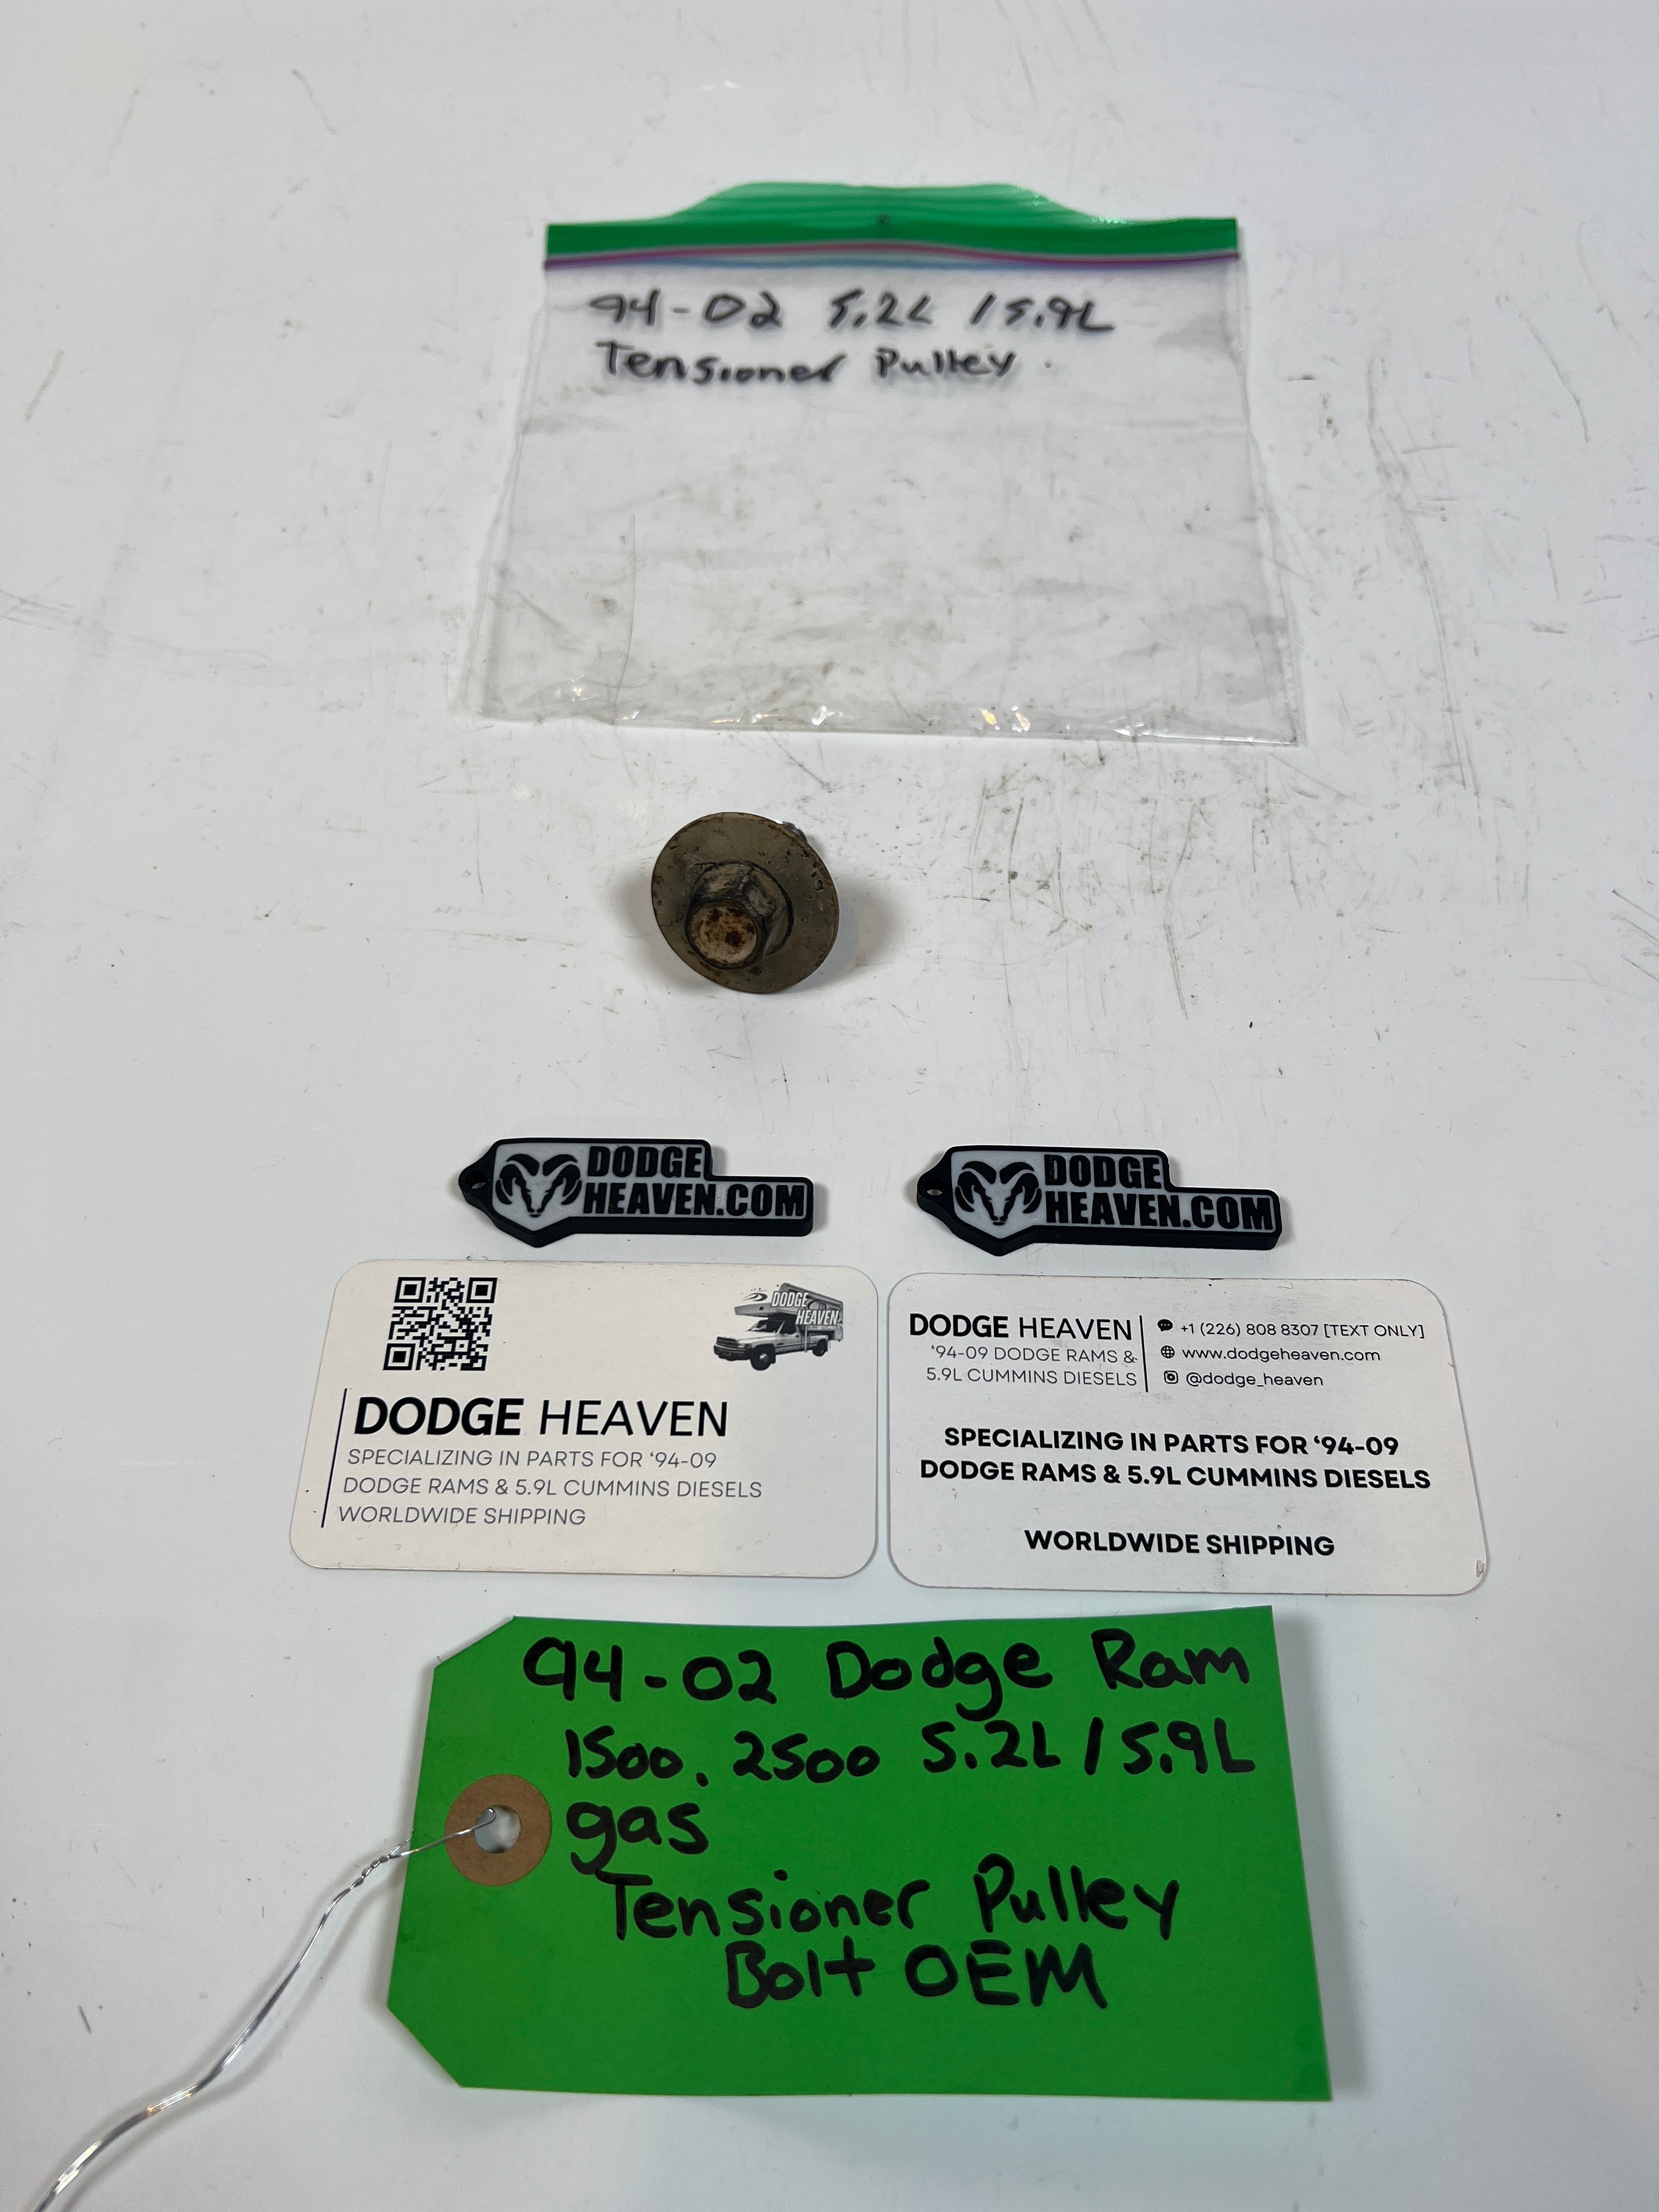 94-02 5.2L / 5.9L
Tensioner Pulley
DODGE
HEAVEN.COM
DODGE
HEAVEN.COM
DODGE
HEAVEN
DODGE HEAVEN
SPECIALIZING IN PARTS FOR ‘94-09
DODGE RAMS & 5.9L CUMMINS DIESELS
WORLDWIDE SHIPPING
DODGE HEAVEN
‘94-09 DODGE RAMS &
5.9L CUMMINS DIESELS
+1 (226) 808 8307 [TEXT ONLY]
www.dodgeheaven.com
@dodge_heaven
SPECIALIZING IN PARTS FOR ‘94-09
DODGE RAMS & 5.9L CUMMINS DIESELS
WORLDWIDE SHIPPING
94-02 Dodge Ram
1500. 2500 5.2L / 5.9L
gas
Tensioner Pulley
Bolt OEM